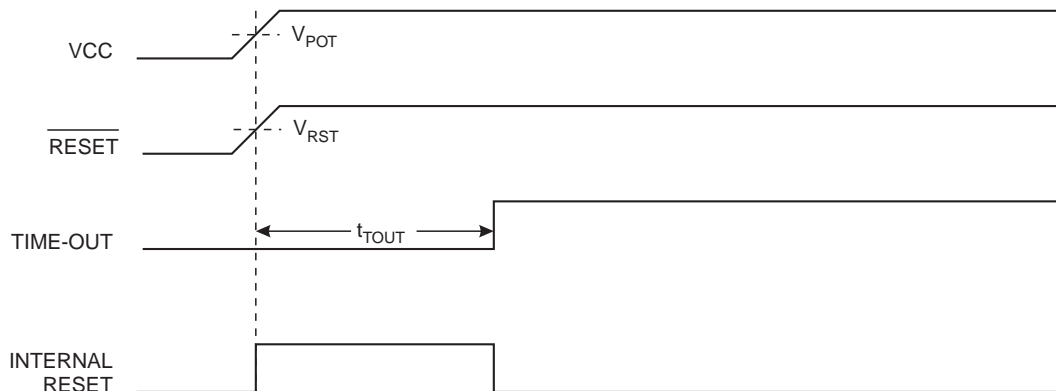 VCC
V_POT
RESET
V_RST
TIME-OUT
t_TOUT
INTERNAL
RESET